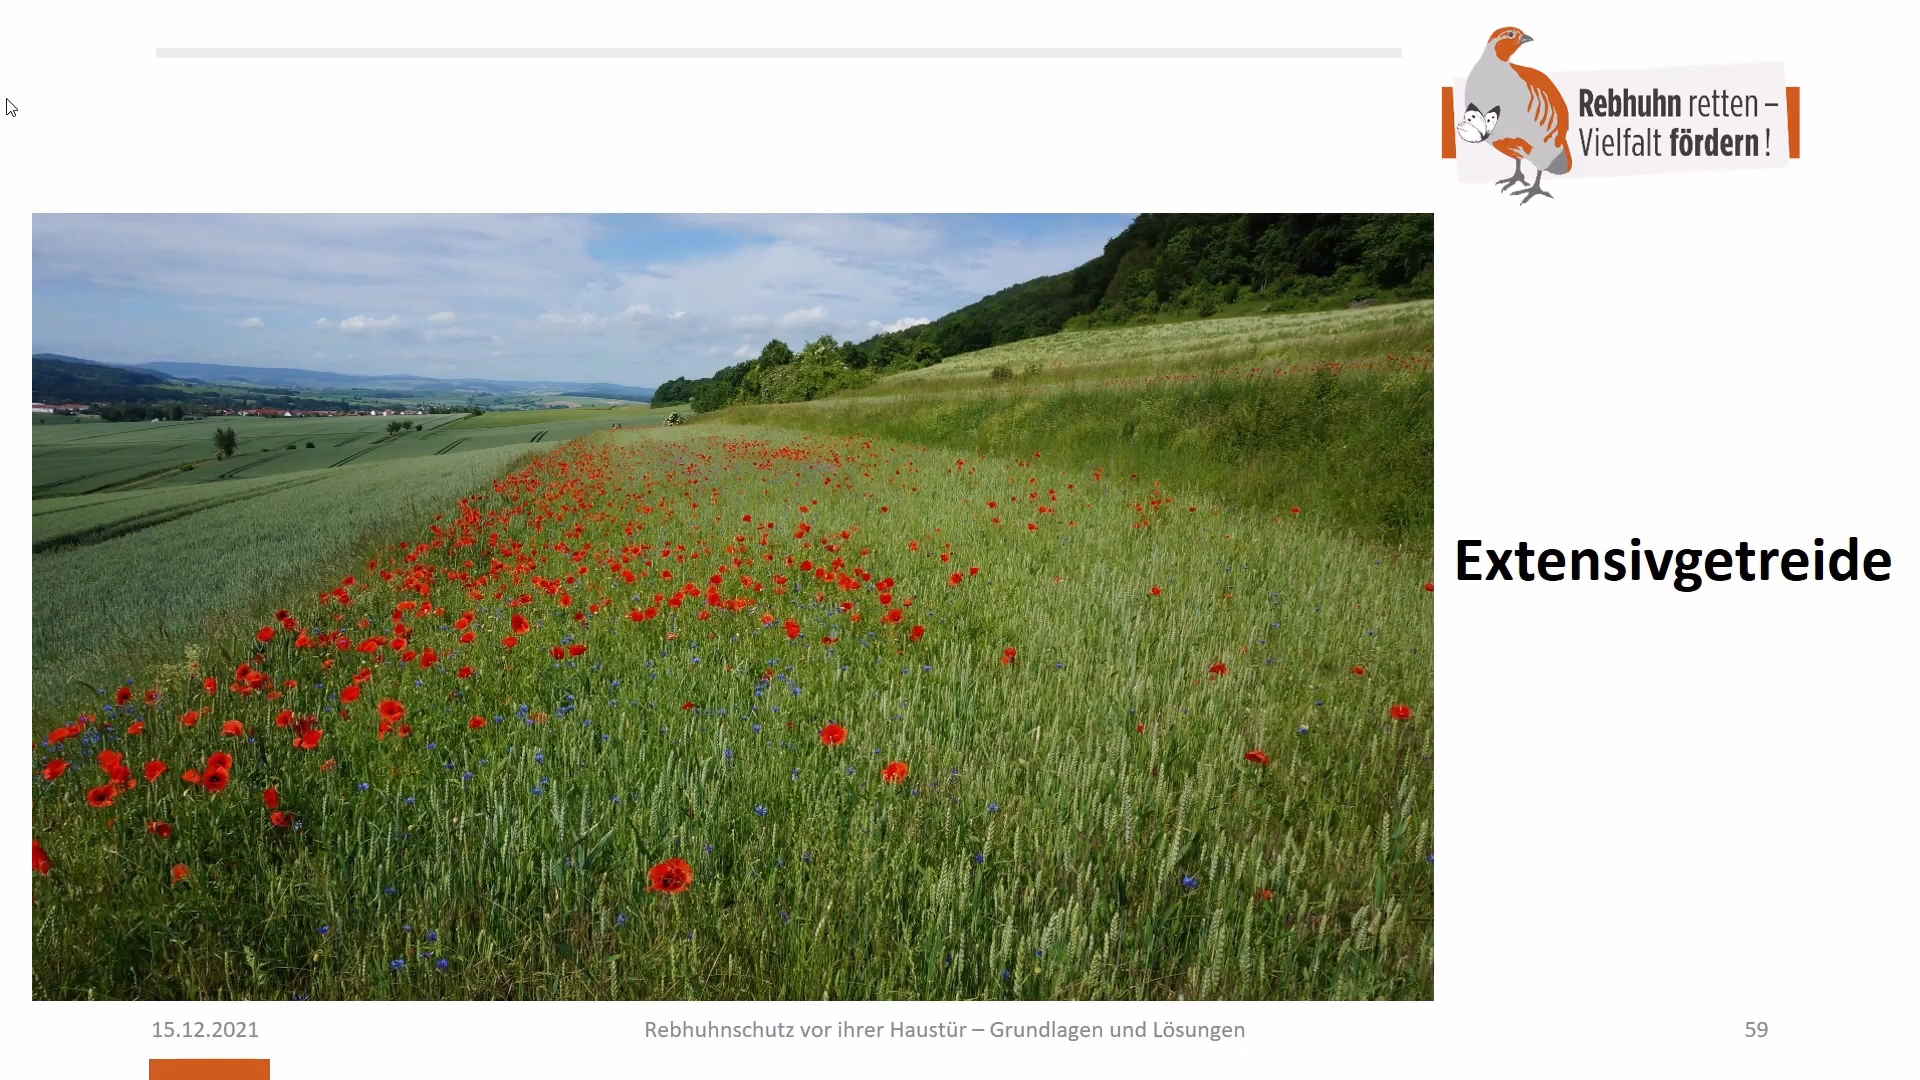 Rebhuhn retten –
Vielfalt fördern!
Extensivgetreide
15.12.2021
Rebhuhnschutz vor ihrer Haustür – Grundlagen und Lösungen
59